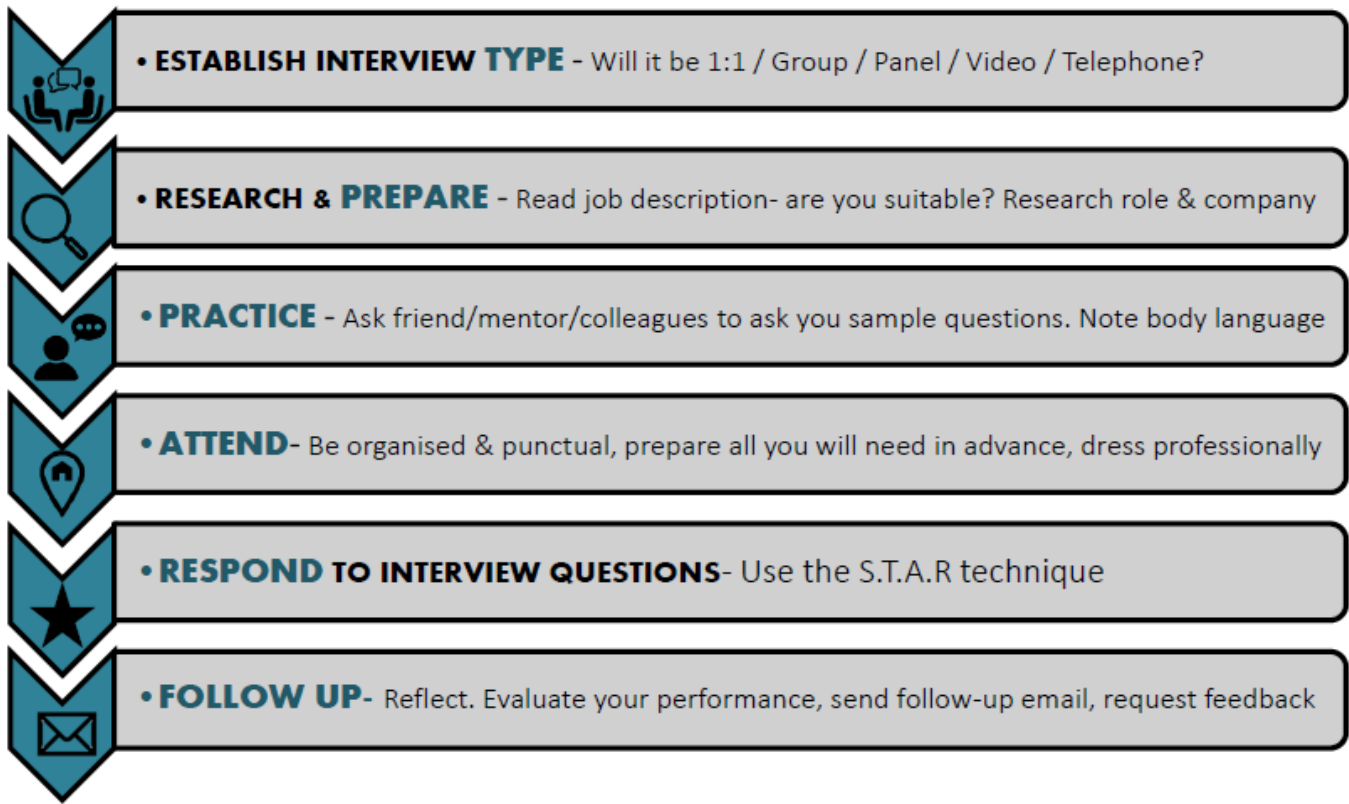 • ESTABLISH INTERVIEW TYPE - Will it be 1:1 / Group / Panel / Video / Telephone?
• RESEARCH & PREPARE - Read job description- are you suitable? Research role & company
• PRACTICE - Ask friend/mentor/colleagues to ask you sample questions. Note body language
• ATTEND- Be organised & punctual, prepare all you will need in advance, dress professionally
• RESPOND TO INTERVIEW QUESTIONS- Use the S.T.A.R technique
• FOLLOW UP- Reflect. Evaluate your performance, send follow-up email, request feedback